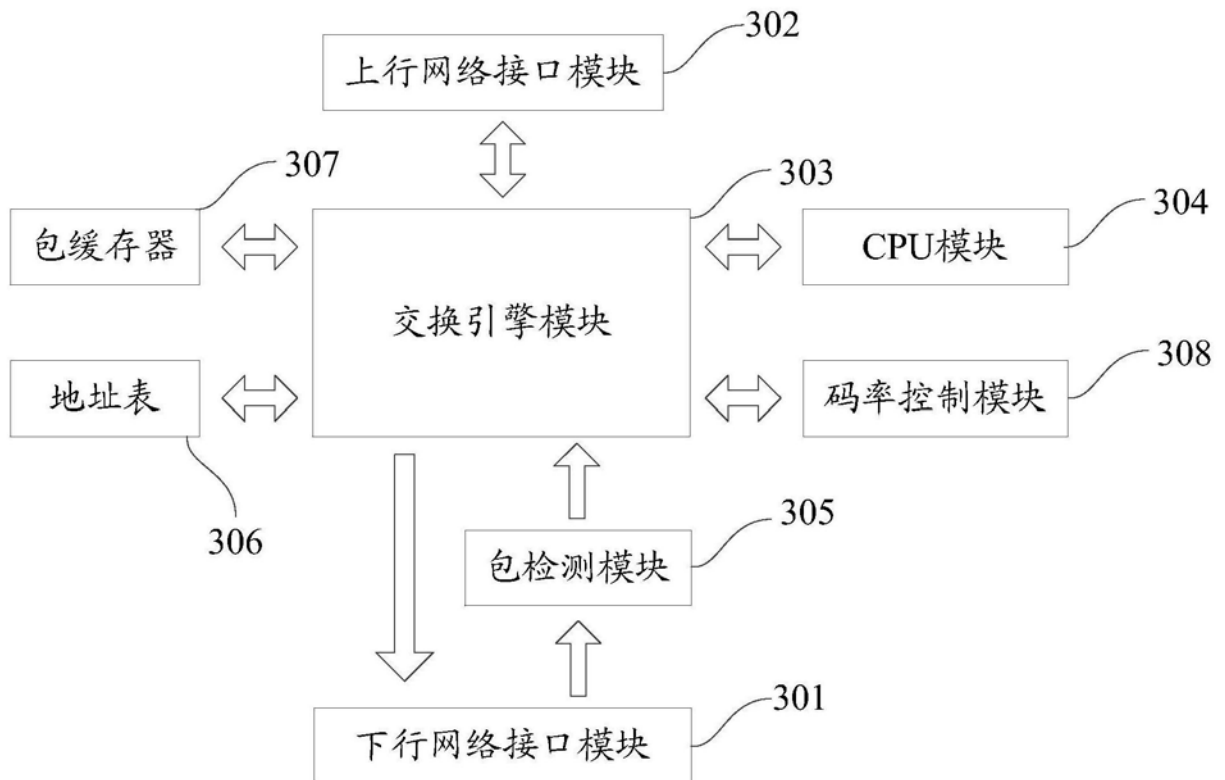 302
上行网络接口模块
307
303
304
包缓存器
CPU模块
交换引擎模块
308
地址表
码率控制模块
306
305
包检测模块
301
下行网络接口模块